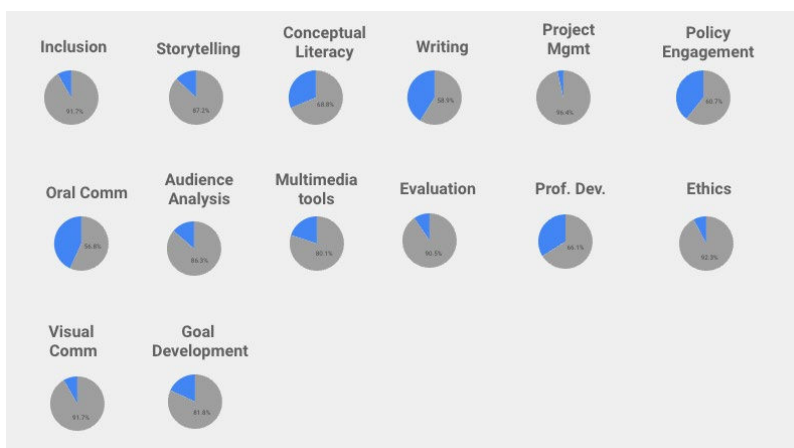 Inclusion
Storytelling
Conceptual
Literacy
Writing
Project
Mgmt
Policy
Engagement
91.7%
87.2%
68.8%
58.9%
96.4%
60.7%
Oral Comm
Audience
Analysis
Multimedia
tools
Evaluation
Prof. Dev.
Ethics
56.8%
86.3%
80.1%
90.5%
66.1%
92.3%
Visual
Comm
Goal
Development
91.7%
81.8%